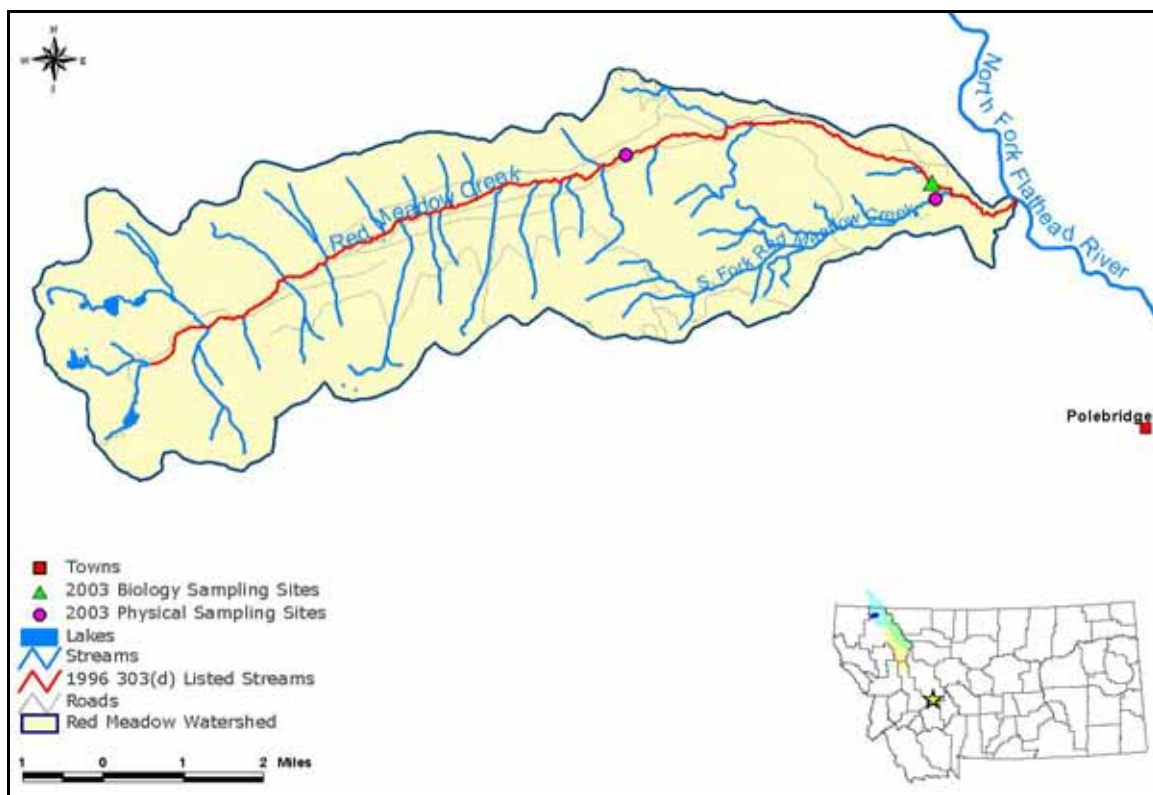 N
W E
S
North Fork Flathead River
Red Meadow Creek
S. Fork Red Meadow Creek
Polebridge
Towns
2003 Biology Sampling Sites
2003 Physical Sampling Sites
Lakes
Streams
1996 303(d) Listed Streams
Roads
Red Meadow Watershed
1 0 1 2 Miles